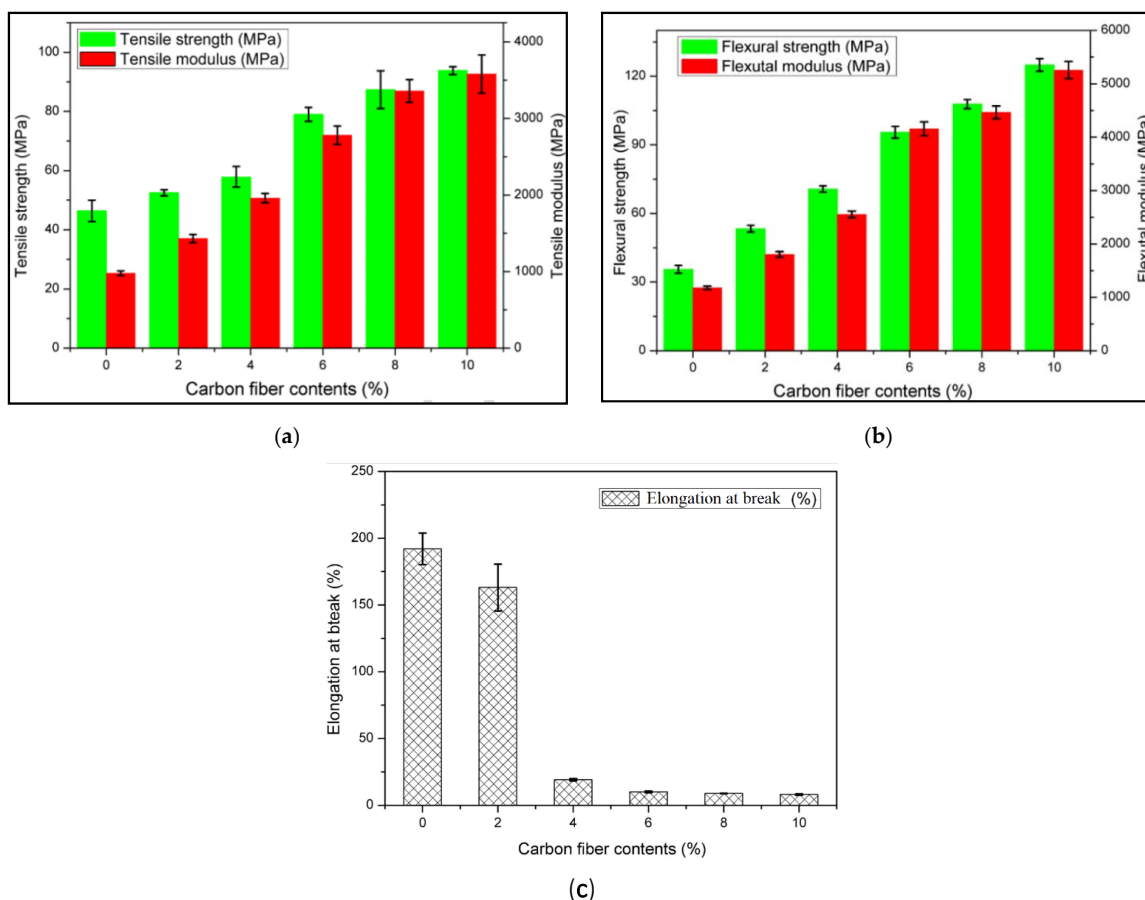 Tensile strength (MPa)
Tensile modulus (MPa)
100
80
60
40
20
0
Tensile strength (MPa)
4000
3000
2000
1000
0
Tensile modulus (MPa)
0 2 4 6 8 10
Carbon fiber contents (%)
(a)
Flexural strength (MPa)
Flexutal modulus (MPa)
120
90
60
30
0
Flexural strength (MPa)
6000
5000
4000
3000
2000
1000
0
Flexutal modulus (MPa)
0 2 4 6 8 10
Carbon fiber contents (%)
(b)
Elongation at break (%)
250
200
150
100
50
0
Elongation at bteak (%)
0 2 4 6 8 10
Carbon fiber contents (%)
(c)